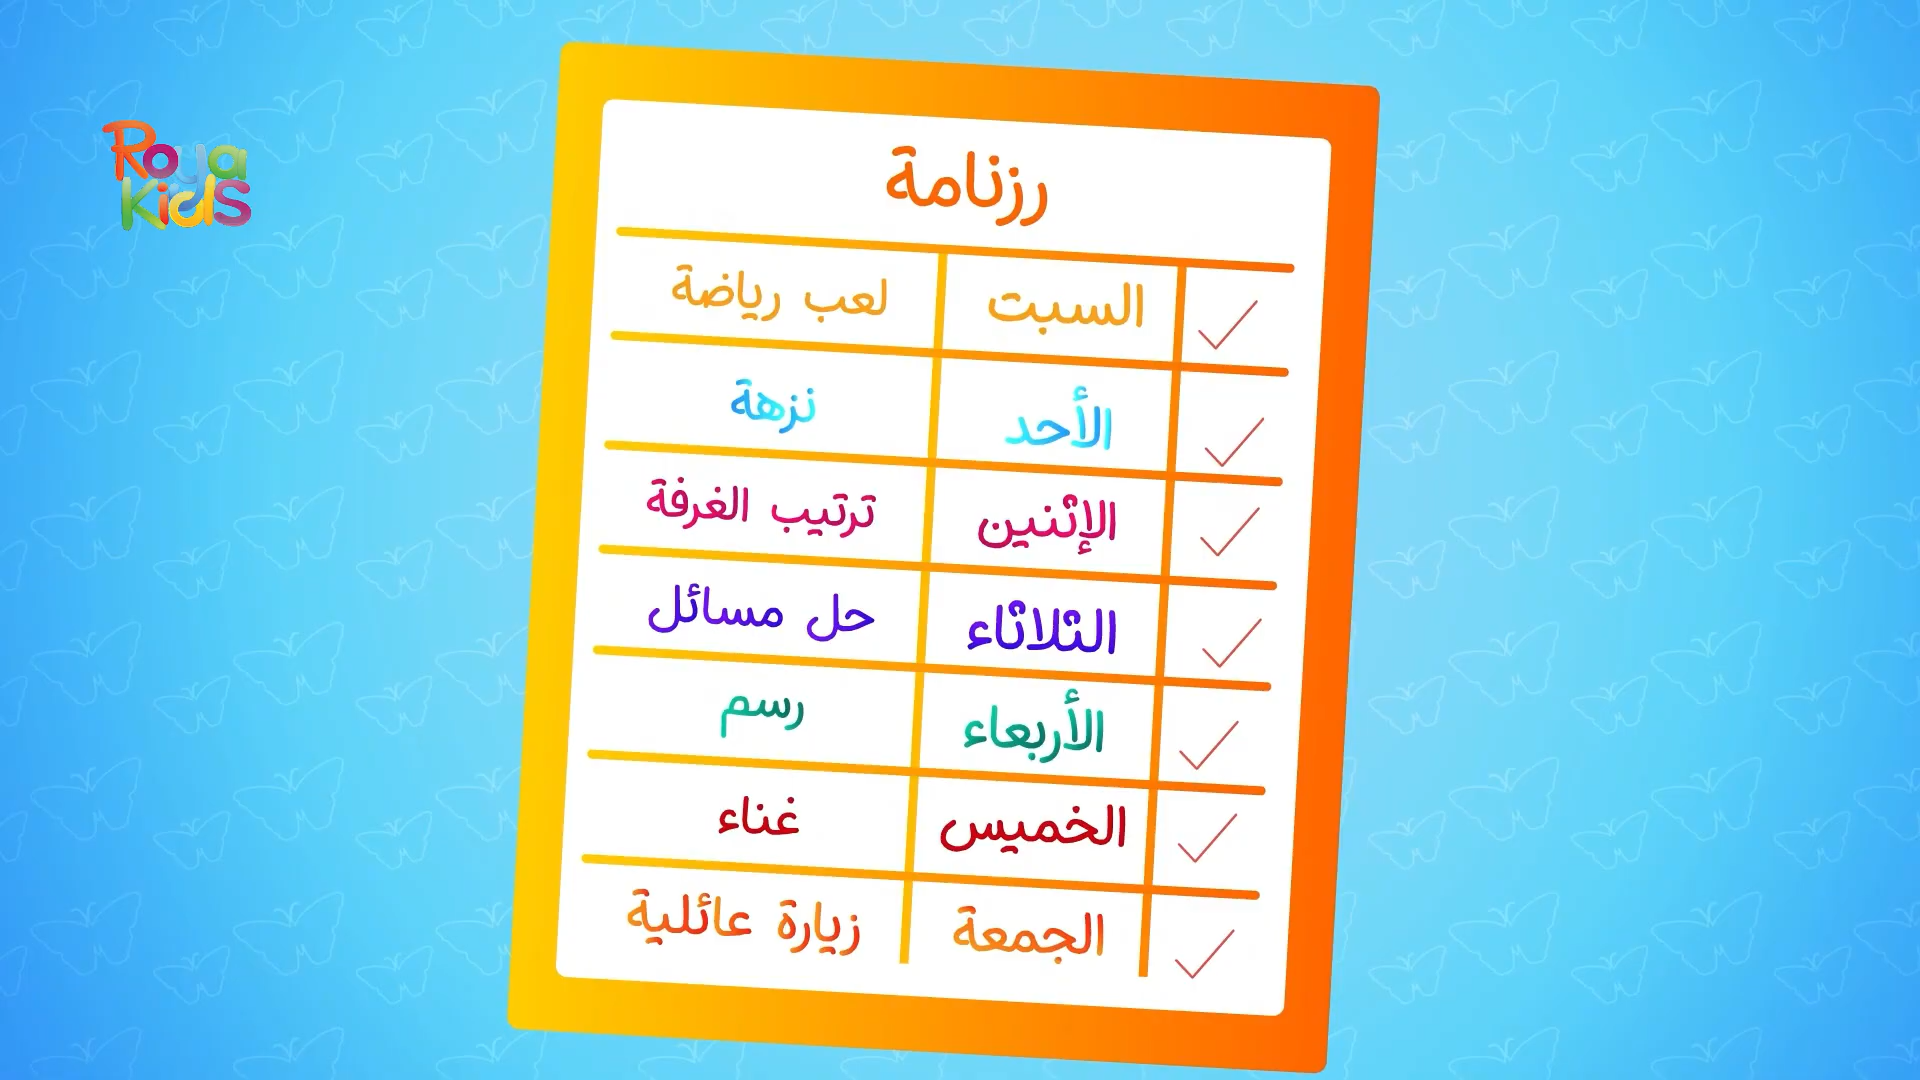 Roya
Kids
رزنامة
السبت لعب رياضة
الأحد نزهة
الإثنين ترتيب الغرفة
الثلاثاء حل مسائل
الأربعاء رسم
الخميس غناء
الجمعة زيارة عائلية